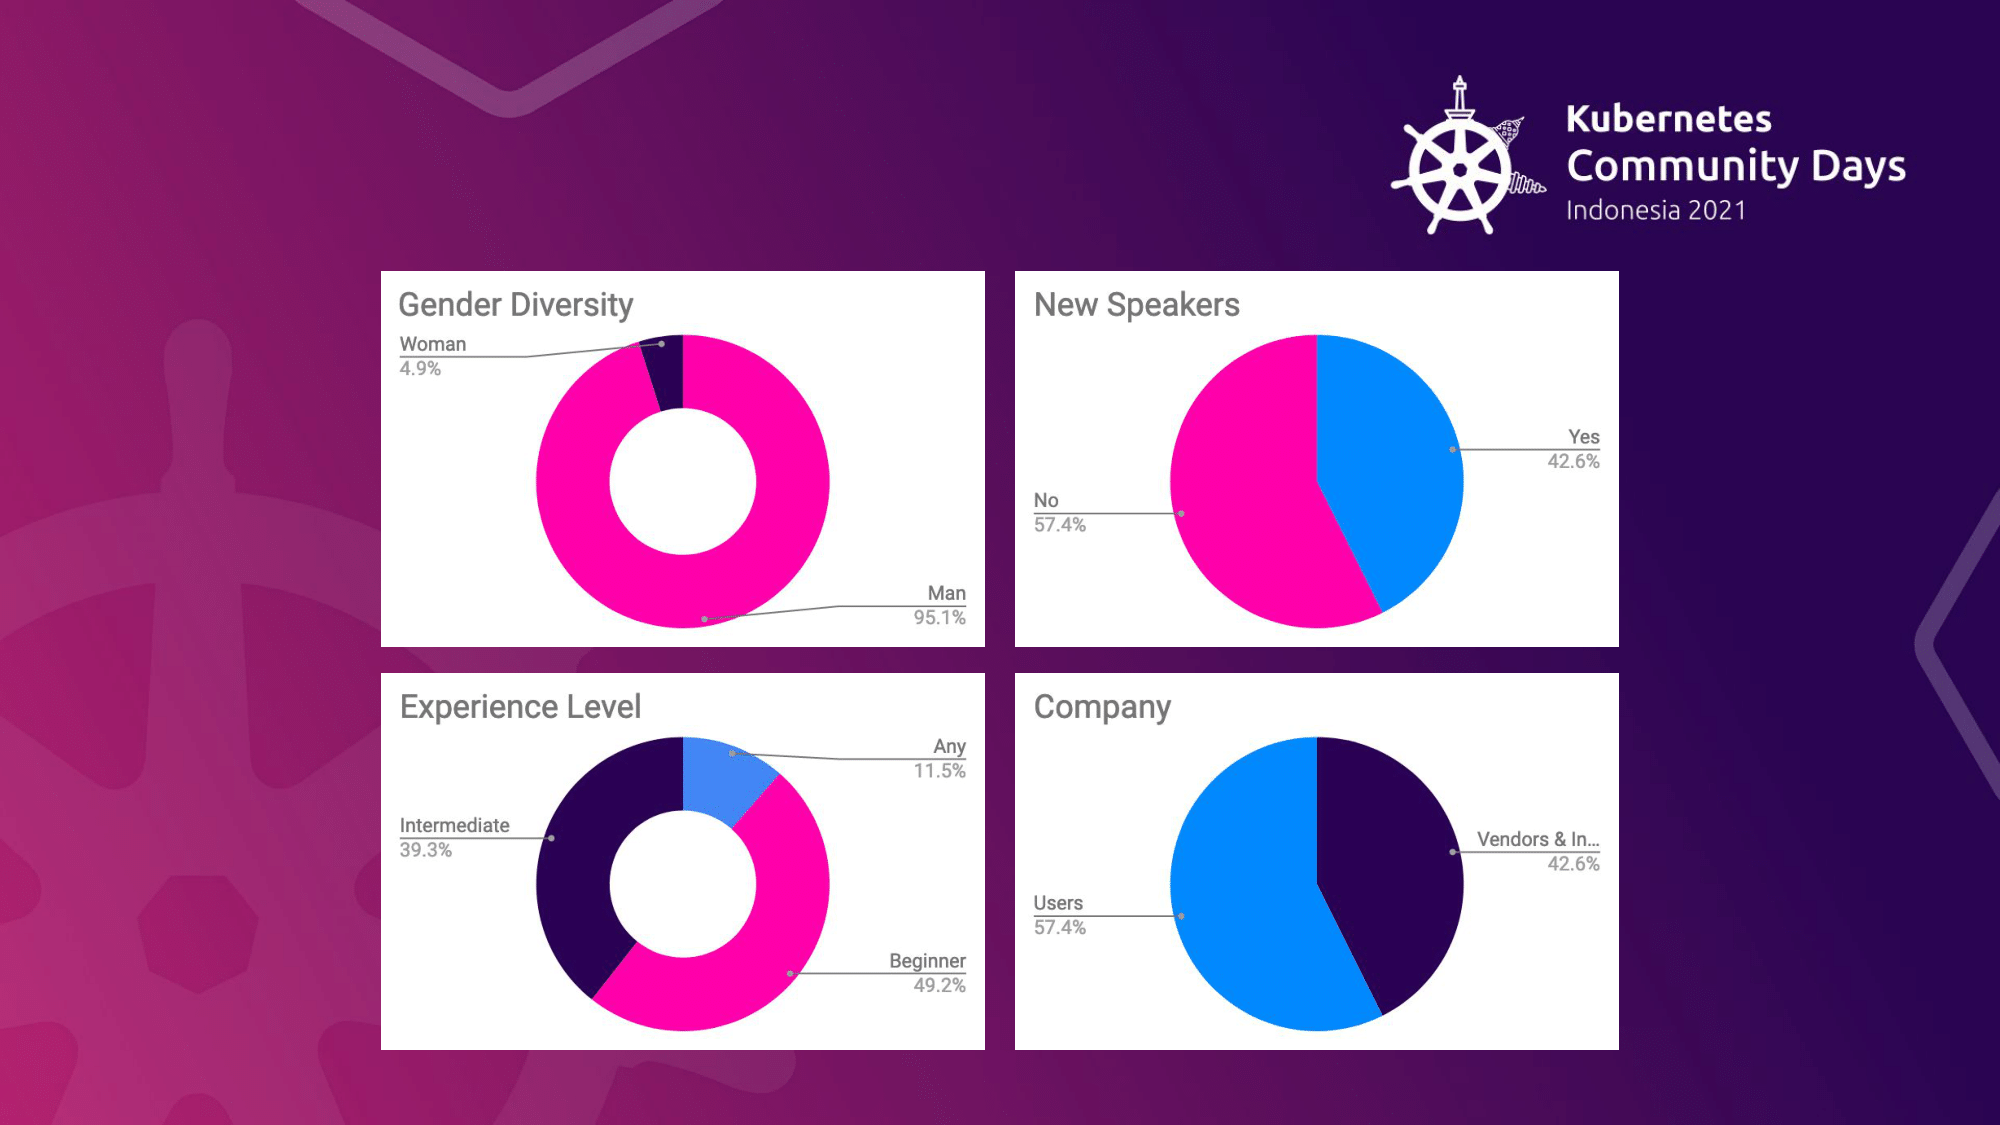 Kubernetes
Community Days
Indonesia 2021
Gender Diversity
Woman
4.9%
Man
95.1%
New Speakers
Yes
42.6%
No
57.4%
Experience Level
Any
11.5%
Intermediate
39.3%
Beginner
49.2%
Company
Vendors & In...
42.6%
Users
57.4%